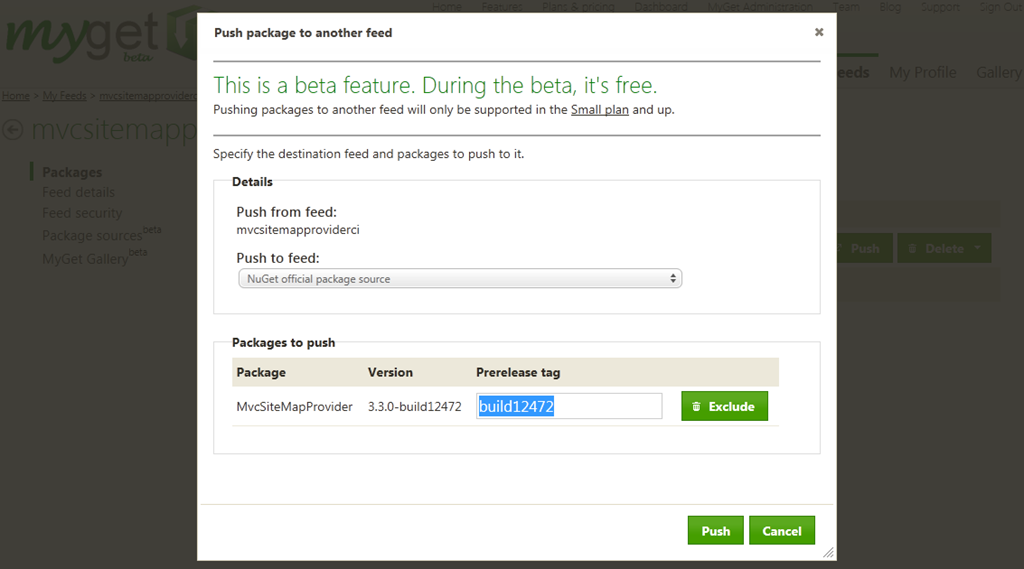 Home Features Plans & pricing Dashboard MyGet Administration Team Blog Support Sign Out
myget
beta
Push package to another feed
This is a beta feature. During the beta, it's free.
Pushing packages to another feed will only be supported in the Small plan and up.
eeds My Profile Gallery
Home > My Feeds > mvcsitemapproviderc
mvcsitemapp
Packages
Feed details
Feed security
Package sources beta
MyGet Gallery beta
Specify the destination feed and packages to push to it.
Details
Push from feed:
mvcsitemapproviderci
Push to feed:
NuGet official package source
Push Delete
Packages to push
Package Version Prerelease tag
MvcSiteMapProvider 3.3.0-build12472 build12472 Exclude
Push Cancel